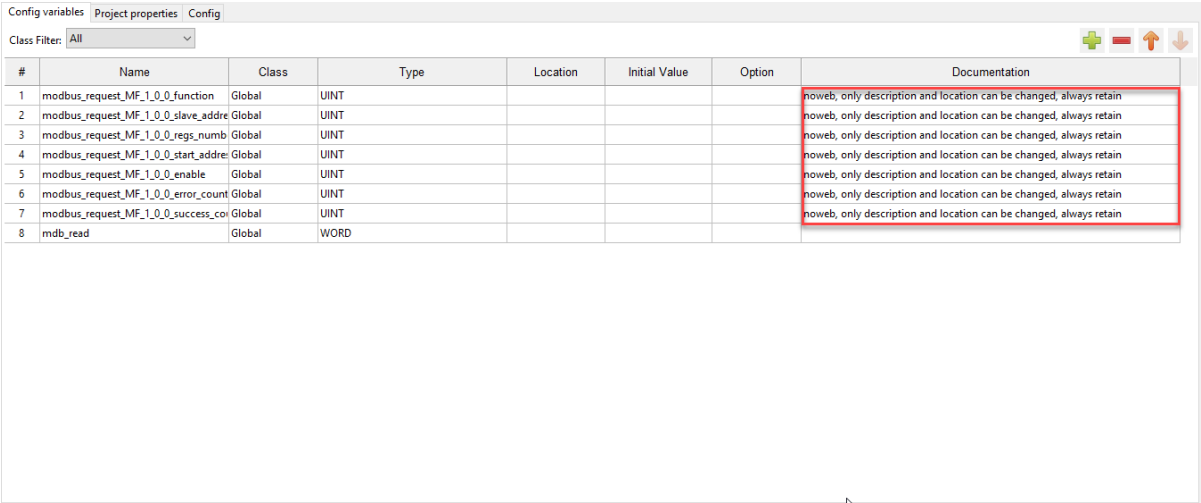 Config variables Project properties Config
Class Filter: All
# Name Class Type Location Initial Value Option Documentation
1 modbus_request_MF_1_0_0_function Global UINT noweb, only description and location can be changed, always retain
2 modbus_request_MF_1_0_0_slave_addre Global UINT noweb, only description and location can be changed, always retain
3 modbus_request_MF_1_0_0_regs_numb Global UINT noweb, only description and location can be changed, always retain
4 modbus_request_MF_1_0_0_start_addre Global UINT noweb, only description and location can be changed, always retain
5 modbus_request_MF_1_0_0_enable Global UINT noweb, only description and location can be changed, always retain
6 modbus_request_MF_1_0_0_error_count Global UINT noweb, only description and location can be changed, always retain
7 modbus_request_MF_1_0_0_success_co Global UINT noweb, only description and location can be changed, always retain
8 mdb_read Global WORD